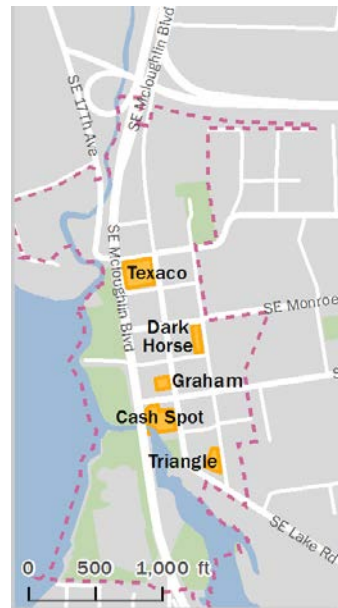 SE Mcloughlin Blvd
SE 17Th Ave
SE Mcloughlin Blvd
Texaco
SE Monroe
Dark
Horse
Graham
S
Cash Spot
Triangle
SE Lake Rd
0 500 1,000 ft